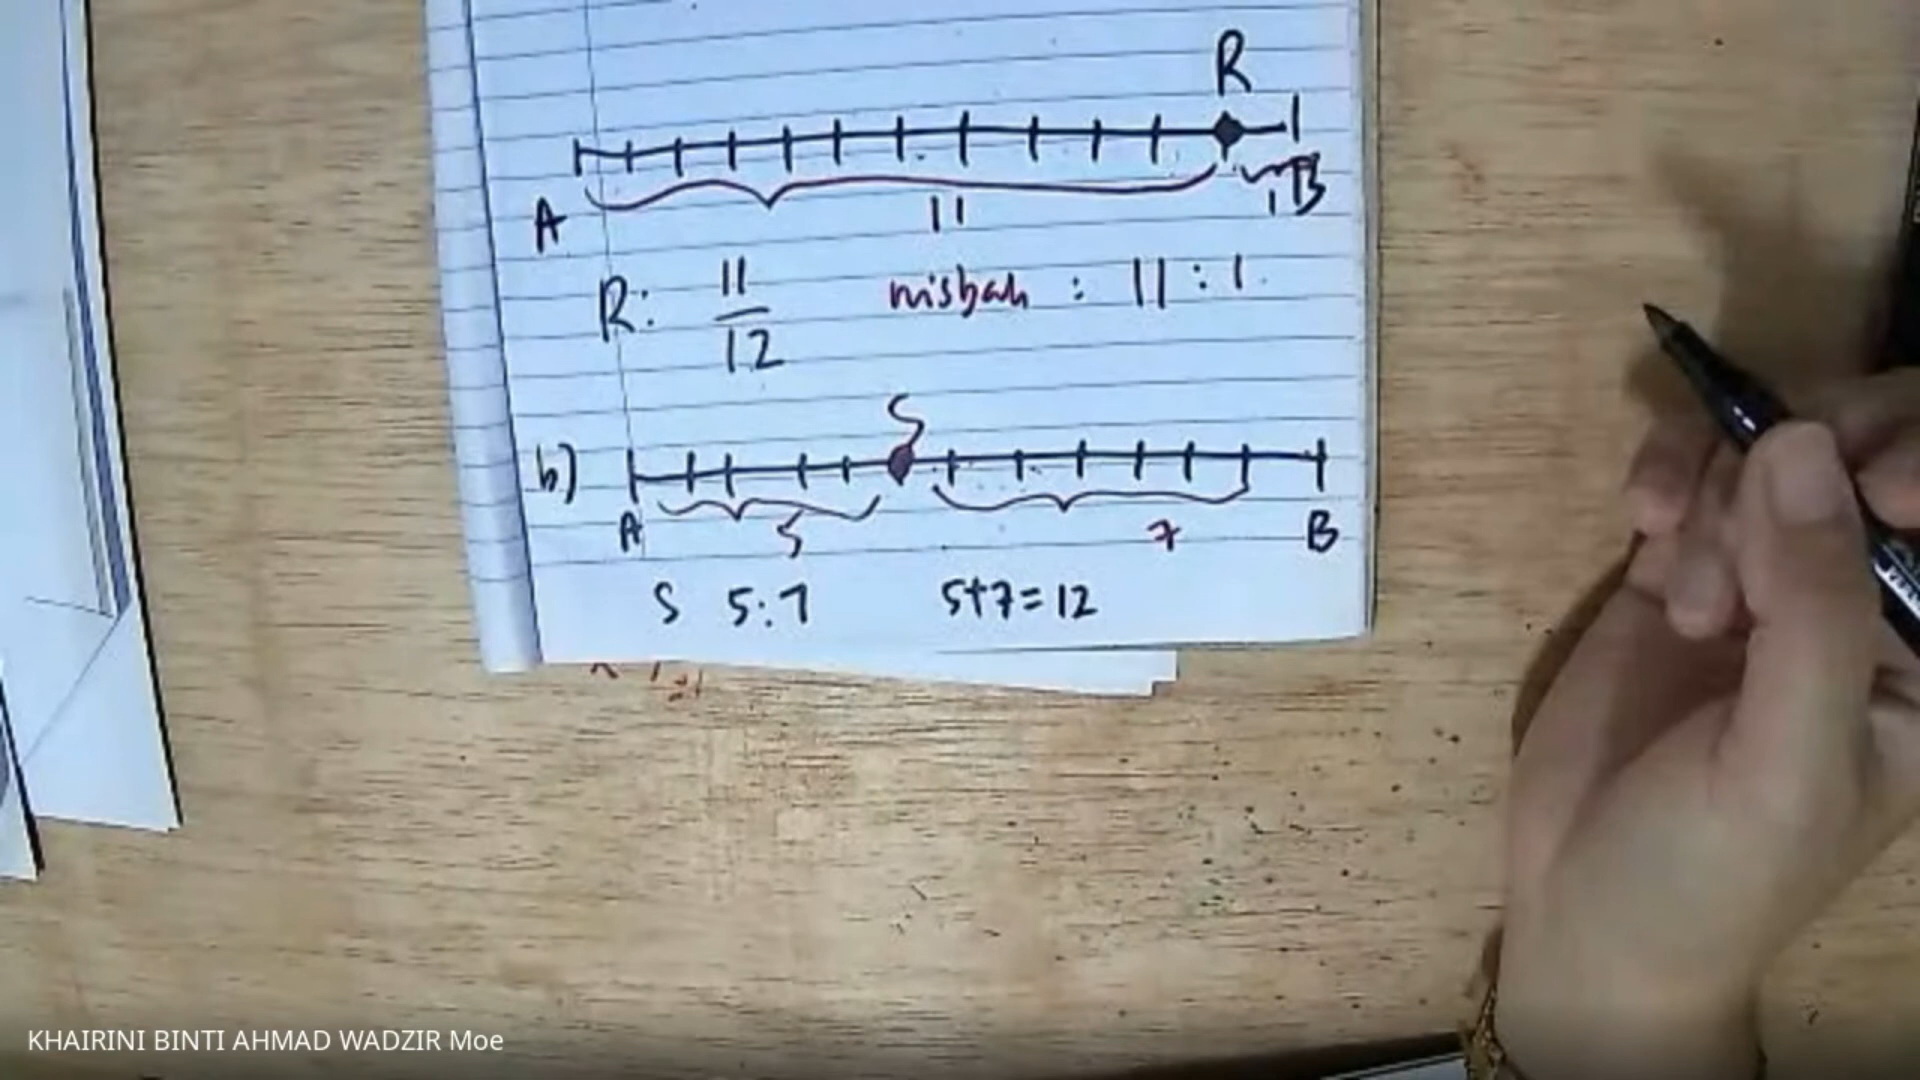 R
A 11 1 B
R: 11/12 nisbah : 11 : 1
S
b)
A 5 7 B
S 5:7 5+7=12
KHAIRINI BINTI AHMAD WADZIR Moe